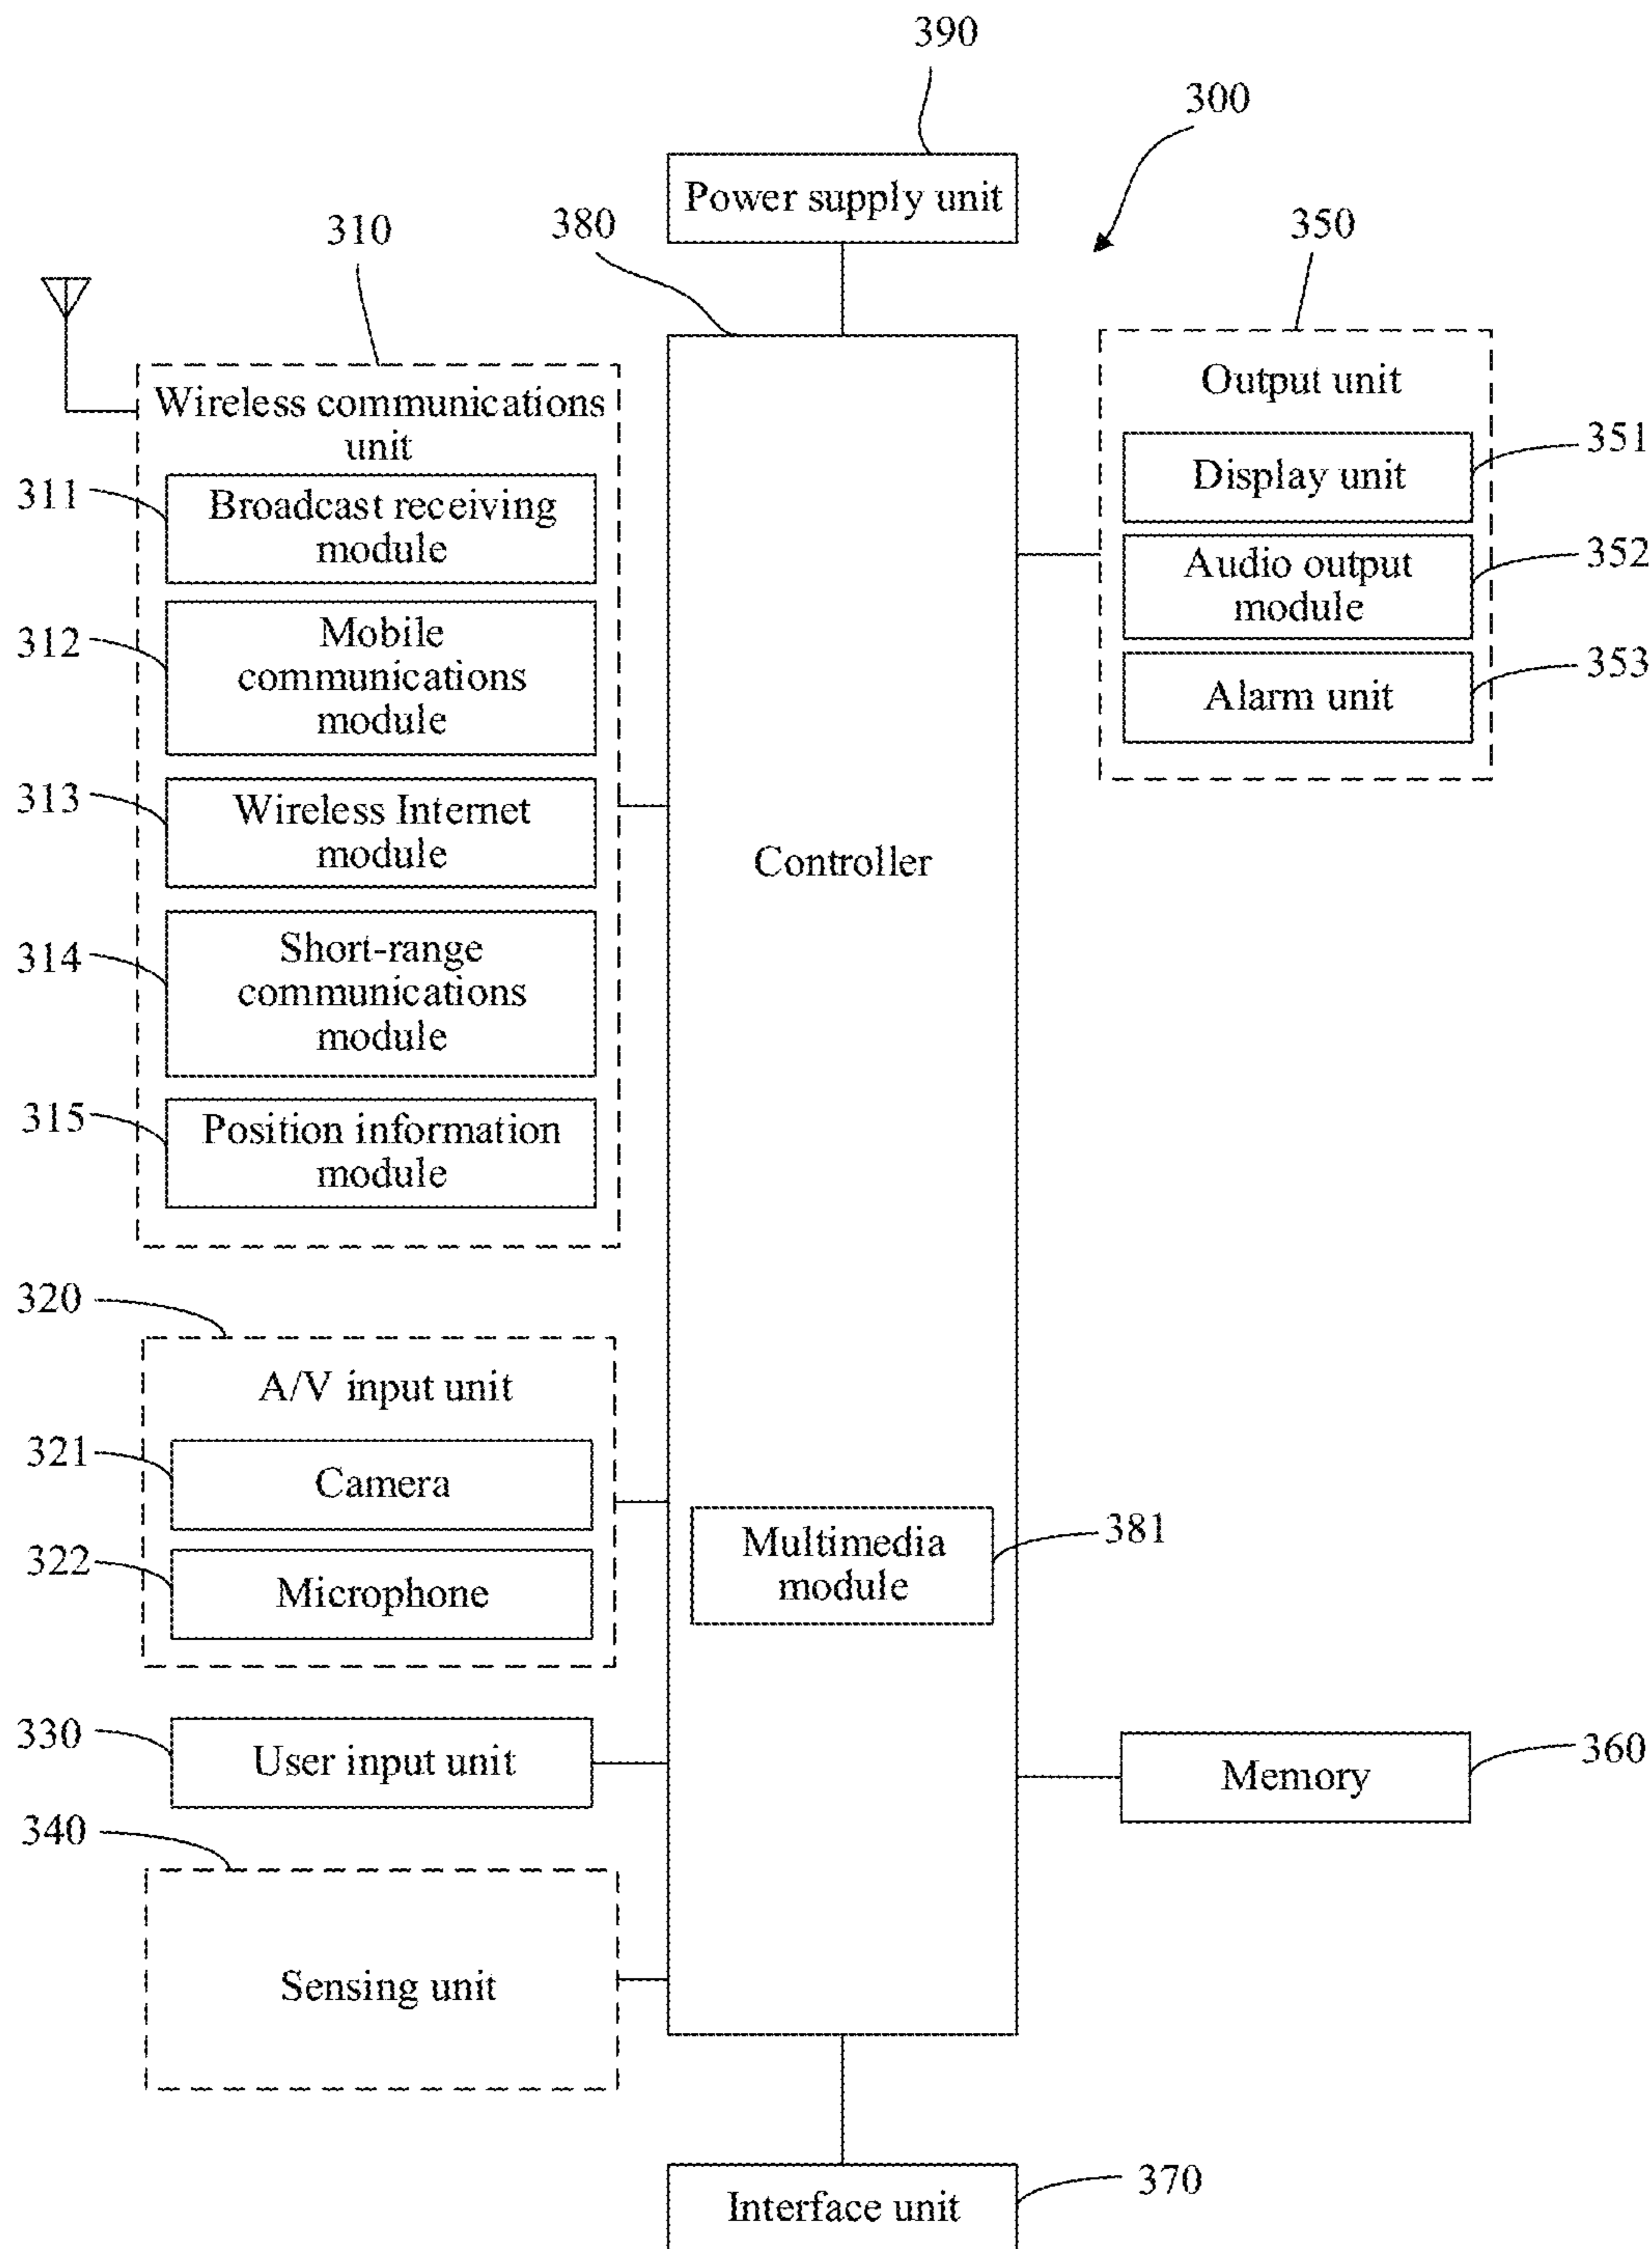 390
300
Power supply unit
380
310
350
Wireless communications
unit
311
Broadcast receiving
module
312
Mobile
communications
module
313
Wireless Internet
module
314
Short-range
communications
module
315
Position information
module
Output unit
351
Display unit
352
Audio output
module
353
Alarm unit
Controller
320
A/V input unit
321
Camera
322
Microphone
Multimedia
module
381
330
User input unit
360
Memory
340
Sensing unit
370
Interface unit